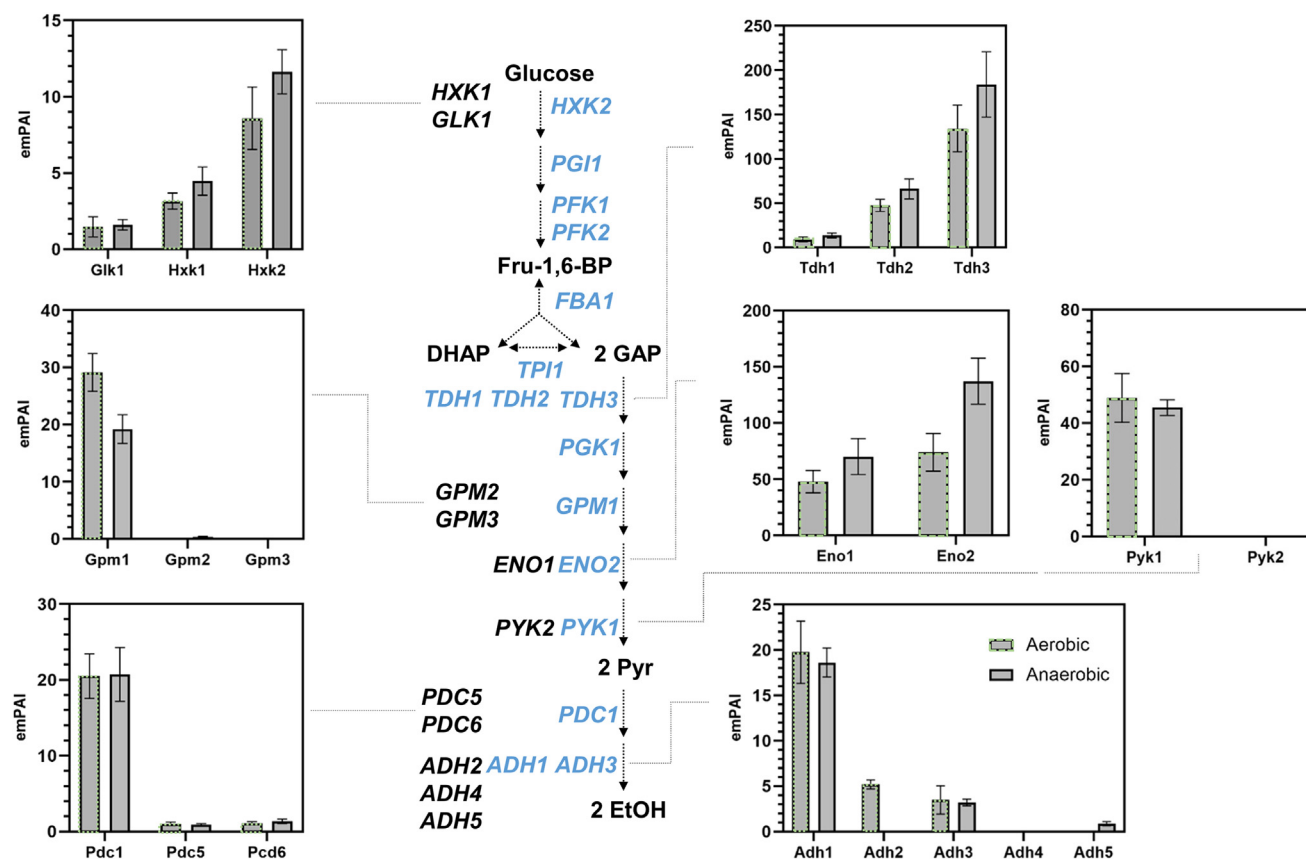 15
10
5
0
emPAI
Glk1 Hxk1 Hxk2
40
30
20
10
0
emPAI
Gpm1 Gpm2 Gpm3
30
20
10
0
emPAI
Pdc1 Pdc5 Pcd6
Glucose
HXK1
GLK1
HXK2
PGI1
PFK1
PFK2
Fru-1,6-BP
FBA1
DHAP 2 GAP
TPI1
TDH1 TDH2 TDH3
PGK1
GPM2
GPM3
GPM1
ENO1 ENO2
PYK2 PYK1
2 Pyr
PDC5
PDC6
PDC1
ADH2 ADH1 ADH3
ADH4
ADH5
2 EtOH
250
200
150
100
50
0
emPAI
Tdh1 Tdh2 Tdh3
200
150
100
50
0
emPAI
Eno1 Eno2
80
60
40
20
0
Pyk1 Pyk2
25
20
15
10
5
0
emPAI
Aerobic
Anaerobic
Adh1 Adh2 Adh3 Adh4 Adh5